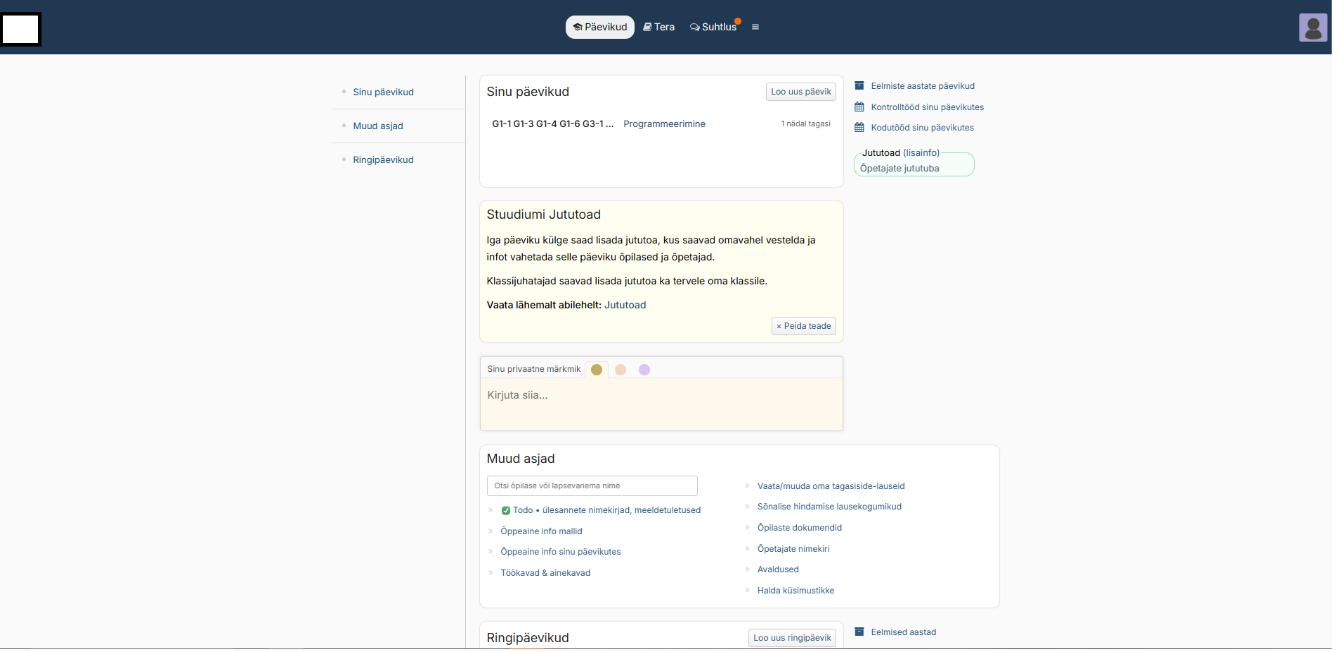 Päevikud
Tera
Suhtlus
Sinu päevikud
Muud asjad
Ringipäevikud
Sinu päevikud
Loo uus päevik
G1-1 G1-3 G1-4 G1-6 G3-1 ... Programmeerimine 1 nädal tagasi
Eelmiste aastate päevikud
Kontrolltööd sinu päevikutes
Kodutööd sinu päevikutes
Jututoad (lisainfo)
Õpetajate jututuba
Stuudiumi Jututoad
Iga päeviku külge saad lisada jututoa, kus saavad omavahel vestelda ja
infot vahetada selle päeviku õpilased ja õpetajad.
Klassijuhatajad saavad lisada jututoa ka tervele oma klassile.
Vaata lähemalt abilehelt: Jututoad
× Peida teade
Sinu privaatne märkmik
Kirjuta siia...
Muud asjad
Otsi õpilase või lapsevanema nime
» Todo • ülesannete nimekirjad, meeldetuletused
» Õppeaine info mallid
» Õppeaine info sinu päevikutes
» Töökavad & ainekavad
» Vaata/muuda oma tagasiside-lauseid
» Sõnalise hindamise lausekogumikud
» Õpilaste dokumendid
» Õpetajate nimekiri
» Avaldused
» Halda küsimustikke
Ringipäevikud
Loo uus ringipäevik
Eelmised aastad